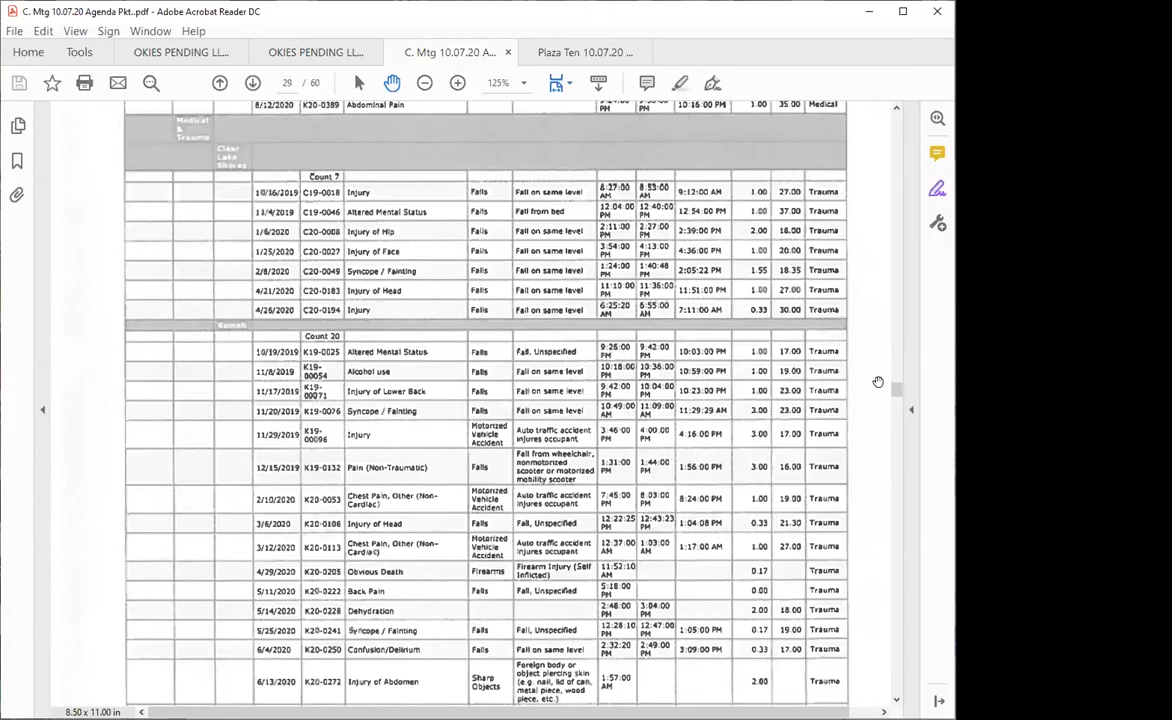 C. Mtg 10.07.20 Agenda Pkt..pdf - Adobe Acrobat Reader DC
File Edit View Sign Window Help
Home Tools OKIES PENDING LL... OKIES PENDING LL... C. Mtg 10.07.20 A... × Plaza Ten 10.07.20 ...
29 / 60 125%
8/12/2020 K20-0389 Abdominal Pain PM PM 10:16:00 PM 1.00 35.00 Medical
Medical & Trauma
Clear Lake Shores
Count 7
10/16/2019 C19-0018 Injury Falls Fall on same level 8:27:00 AM 8:53:00 AM 9:12:00 AM 1.00 27.00 Trauma
11/4/2019 C19-0046 Altered Mental Status Falls Fall from bed 12:04:00 PM 12:40:00 PM 12:54:00 PM 1.00 37.00 Trauma
1/6/2020 C20-0008 Injury of Hip Falls Fall on same level 2:11:00 PM 2:27:00 PM 2:39:00 PM 2.00 18.00 Trauma
1/25/2020 C20-0027 Injury of Face Falls Fall on same level 3:54:00 PM 4:13:00 PM 4:36:00 PM 1.00 20.00 Trauma
2/8/2020 C20-0049 Syncope / Fainting Falls Fall on same level 1:24:00 PM 1:40:48 PM 2:05:22 PM 1.55 18.35 Trauma
4/21/2020 C20-0183 Injury of Head Falls Fall on same level 11:10:00 PM 11:36:00 PM 11:51:00 PM 1.00 27.00 Trauma
4/26/2020 C20-0194 Injury Falls Fall on same level 6:25:20 AM 6:55:00 AM 7:11:00 AM 0.33 30.00 Trauma
Kemah
Count 20
10/19/2019 K19-0025 Altered Mental Status Falls Fall, Unspecified 9:26:00 PM 9:42:00 PM 10:03:00 PM 1.00 17.00 Trauma
11/8/2019 K19-00054 Alcohol use Falls Fall on same level 10:18:00 PM 10:36:00 PM 10:59:00 PM 1.00 19.00 Trauma
11/17/2019 K19-00071 Injury of Lower Back Falls Fall on same level 9:42:00 PM 10:04:00 PM 10:23:00 PM 1.00 23.00 Trauma
11/20/2019 K19-0076 Syncope / Fainting Falls Fall on same level 10:49:00 AM 11:09:00 AM 11:29:29 AM 3.00 23.00 Trauma
11/29/2019 K19-00096 Injury Motorized Vehicle Accident Auto traffic accident injures occupant 3:46:00 PM 4:00:00 PM 4:16:00 PM 3.00 17.00 Trauma
12/15/2019 K19-0132 Pain (Non-Traumatic) Falls Fall from wheelchair, nonmotorized scooter or motorized mobility scooter 1:31:00 PM 1:44:00 PM 1:56:00 PM 3.00 16.00 Trauma
2/10/2020 K20-0053 Chest Pain, Other (Non-Cardiac) Motorized Vehicle Accident Auto traffic accident injures occupant 7:45:00 PM 8:03:00 PM 8:24:00 PM 1.00 19.00 Trauma
3/6/2020 K20-0106 Injury of Head Falls Fall, Unspecified 12:22:25 PM 12:43:23 PM 1:04:08 PM 0.33 21.30 Trauma
3/12/2020 K20-0113 Chest Pain, Other (Non-Cardiac) Motorized Vehicle Accident Auto traffic accident injures occupant 12:37:00 AM 1:03:00 AM 1:17:00 AM 1.00 27.00 Trauma
4/29/2020 K20-0205 Obvious Death Firearms Firearm Injury (Self Inflicted) 11:52:10 AM 0.17 Trauma
5/11/2020 K20-0222 Back Pain Falls Fall, Unspecified 5:18:00 PM 0.00 Trauma
5/14/2020 K20-0228 Dehydration 2:48:00 PM 3:04:00 PM 2.00 18.00 Trauma
5/25/2020 K20-0241 Syncope / Fainting Falls Fall, Unspecified 12:28:10 PM 12:47:00 PM 1:05:00 PM 0.17 19.00 Trauma
6/4/2020 K20-0250 Confusion/Delirium Falls Fall on same level 2:32:20 PM 2:49:00 PM 3:09:00 PM 0.33 17.00 Trauma
6/13/2020 K20-0272 Injury of Abdomen Sharp Objects Foreign body or object piercing skin (e.g. nail, lid of can, metal piece, wood piece, etc.) 1:57:00 AM 2.00 Trauma
8.50 x 11.00 in